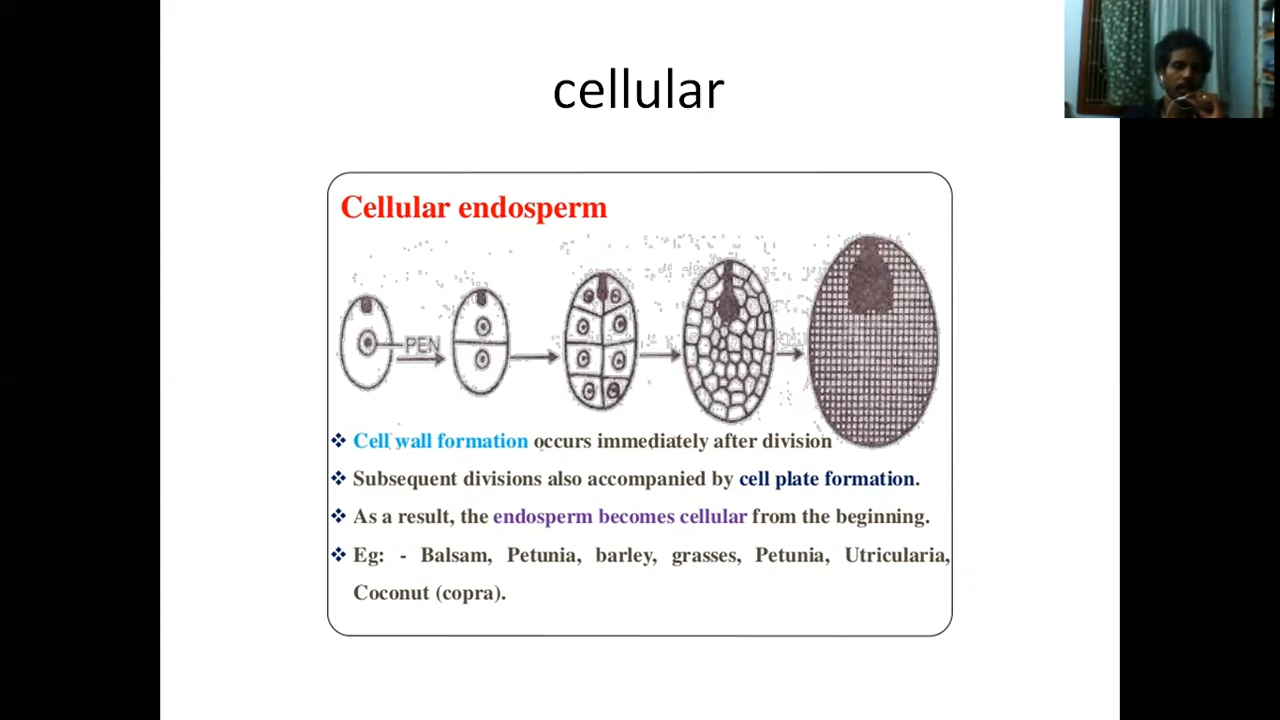 cellular
Cellular endosperm
PEN
❖ Cell wall formation occurs immediately after division
❖ Subsequent divisions also accompanied by cell plate formation.
❖ As a result, the endosperm becomes cellular from the beginning.
❖ Eg: - Balsam, Petunia, barley, grasses, Petunia, Utricularia,
Coconut (copra).